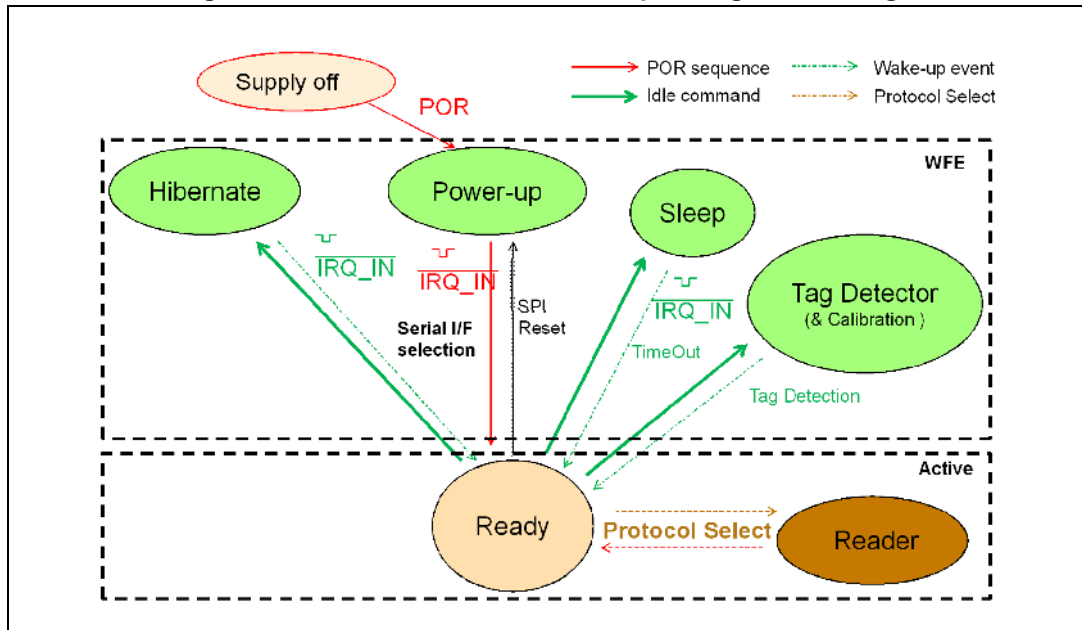 Supply off
POR
POR sequence
Wake-up event
Idle command
Protocol Select
WFE
Hibernate
Power-up
Sleep
Tag Detector
(& Calibration )
IRQ_IN
IRQ_IN
IRQ_IN
Serial I/F
selection
SPI
Reset
TimeOut
Tag Detection
Active
Ready
Protocol Select
Reader